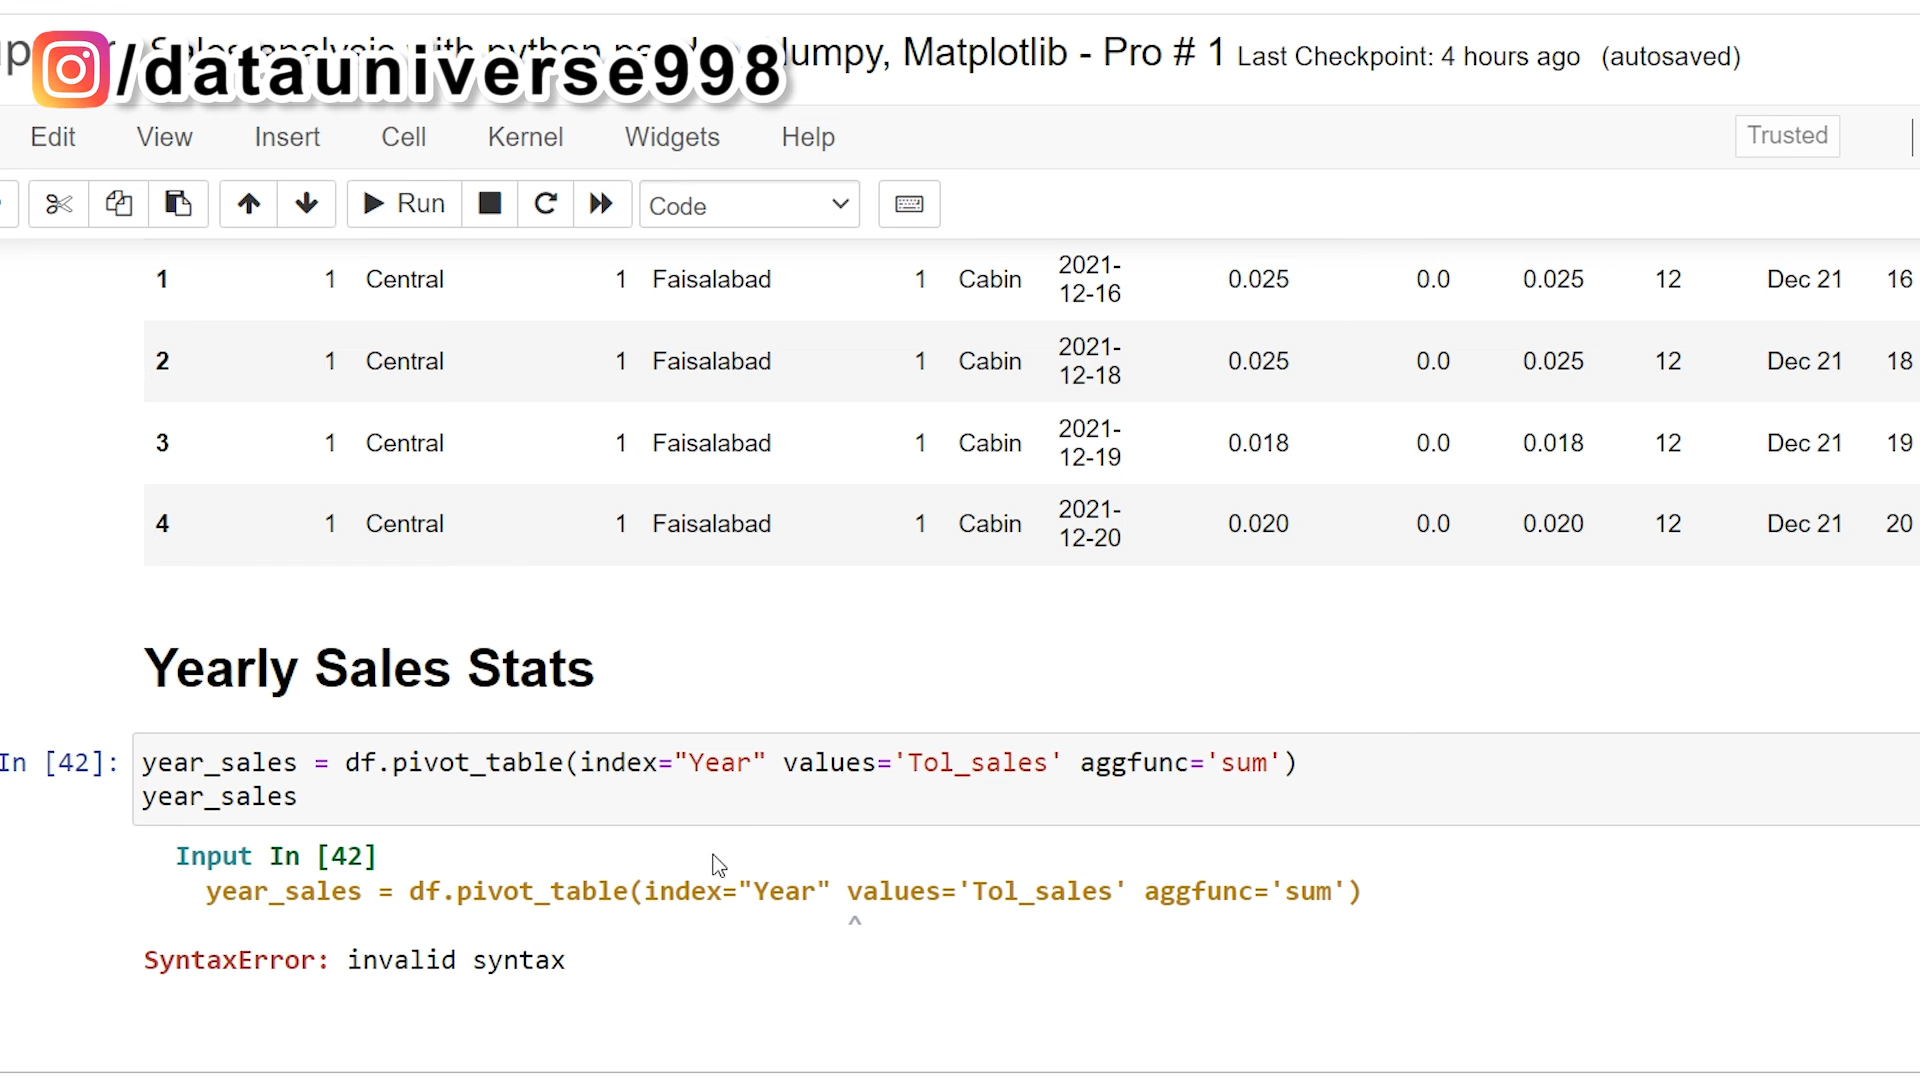 /datauniverse998
umpy, Matplotlib - Pro # 1 Last Checkpoint: 4 hours ago (autosaved)
Edit View Insert Cell Kernel Widgets Help Trusted
Run Code
1 1 Central 1 Faisalabad 1 Cabin 2021-12-16 0.025 0.0 0.025 12 Dec 21 16
2 1 Central 1 Faisalabad 1 Cabin 2021-12-18 0.025 0.0 0.025 12 Dec 21 18
3 1 Central 1 Faisalabad 1 Cabin 2021-12-19 0.018 0.0 0.018 12 Dec 21 19
4 1 Central 1 Faisalabad 1 Cabin 2021-12-20 0.020 0.0 0.020 12 Dec 21 20
Yearly Sales Stats
In [42]: year_sales = df.pivot_table(index="Year" values='Tol_sales' aggfunc='sum')
year_sales
Input In [42]
year_sales = df.pivot_table(index="Year" values='Tol_sales' aggfunc='sum')
^
SyntaxError: invalid syntax